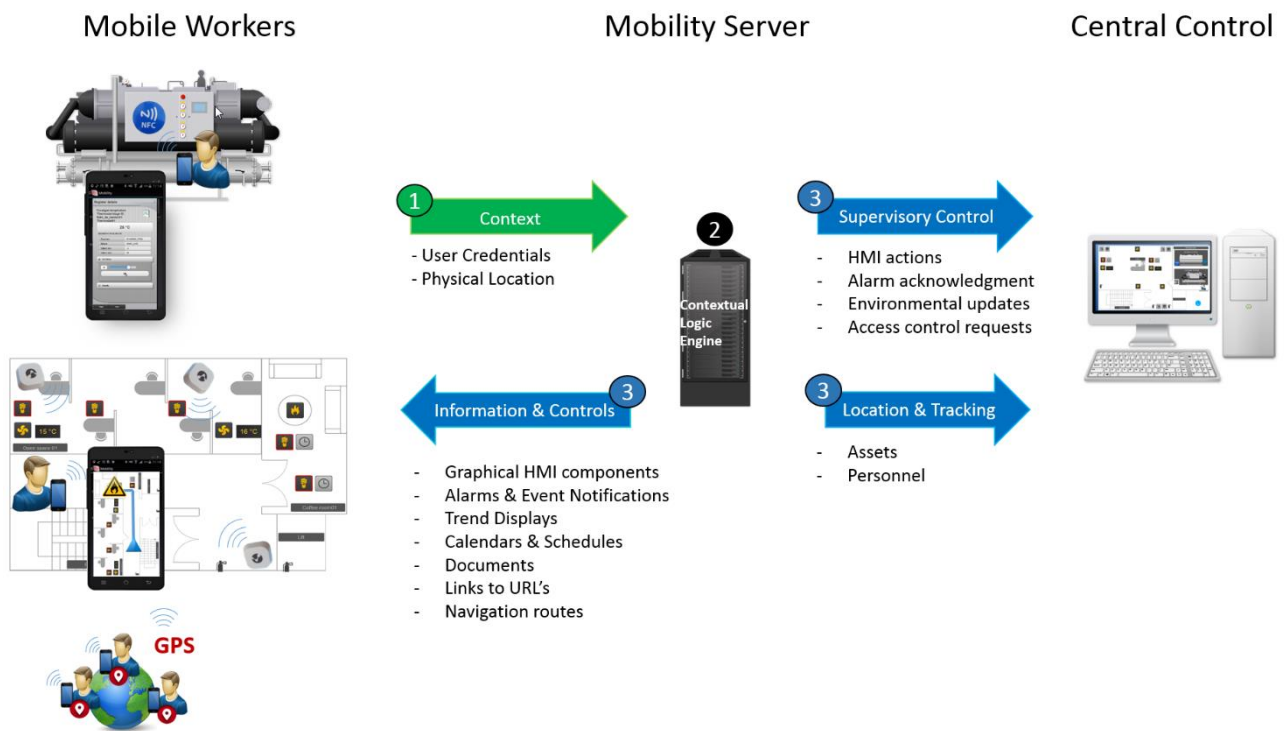 Mobile Workers
Mobility Server
Central Control
NFC
Mobility
1
Context
- User Credentials
- Physical Location
2
Contextual
Logic
Engine
3
Supervisory Control
- HMI actions
- Alarm acknowledgment
- Environmental updates
- Access control requests
Information & Controls
3
- Graphical HMI components
- Alarms & Event Notifications
- Trend Displays
- Calendars & Schedules
- Documents
- Links to URL's
- Navigation routes
3
Location & Tracking
- Assets
- Personnel
15 °C
16 °C
GPS